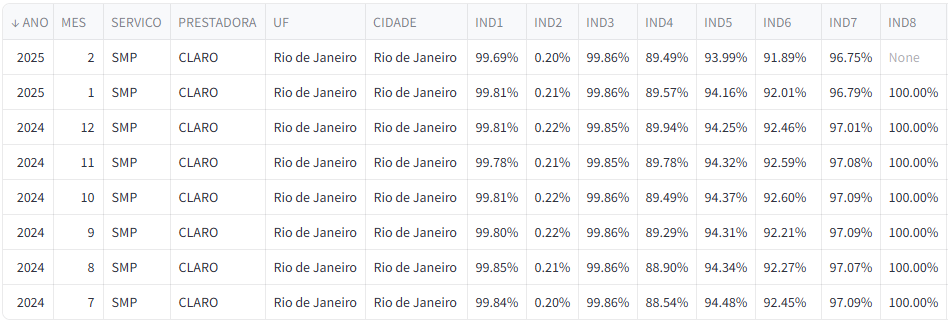 ↓ ANO MES SERVICO PRESTADORA UF CIDADE IND1 IND2 IND3 IND4 IND5 IND6 IND7 IND8
2025 2 SMP CLARO Rio de Janeiro Rio de Janeiro 99.69% 0.20% 99.86% 89.49% 93.99% 91.89% 96.75% None
2025 1 SMP CLARO Rio de Janeiro Rio de Janeiro 99.81% 0.21% 99.86% 89.57% 94.16% 92.01% 96.79% 100.00%
2024 12 SMP CLARO Rio de Janeiro Rio de Janeiro 99.81% 0.22% 99.85% 89.94% 94.25% 92.46% 97.01% 100.00%
2024 11 SMP CLARO Rio de Janeiro Rio de Janeiro 99.78% 0.21% 99.85% 89.78% 94.32% 92.59% 97.08% 100.00%
2024 10 SMP CLARO Rio de Janeiro Rio de Janeiro 99.81% 0.22% 99.86% 89.49% 94.37% 92.60% 97.09% 100.00%
2024 9 SMP CLARO Rio de Janeiro Rio de Janeiro 99.80% 0.22% 99.86% 89.29% 94.31% 92.21% 97.09% 100.00%
2024 8 SMP CLARO Rio de Janeiro Rio de Janeiro 99.85% 0.21% 99.86% 88.90% 94.34% 92.27% 97.07% 100.00%
2024 7 SMP CLARO Rio de Janeiro Rio de Janeiro 99.84% 0.20% 99.86% 88.54% 94.48% 92.45% 97.09% 100.00%